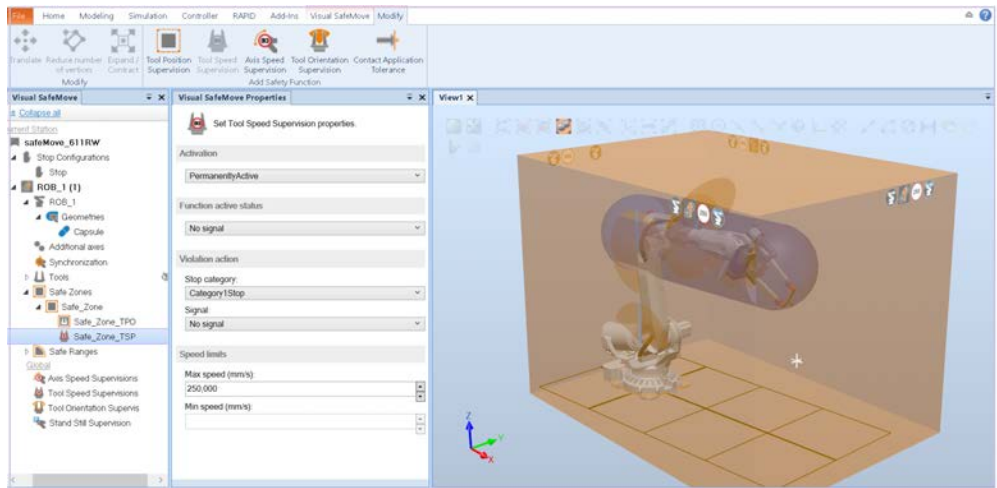 File Home Modeling Simulation Controller RAPID Add-Ins Visual SafeMove Modify
Translate Reduce number Expand / Tool Position Tool Speed Axis Speed Tool Orientation Contact Application
of vertices Contract Supervision Supervision Supervision Supervision Tolerance
Modify Add Safety Function
Visual SafeMove
Collapse all
Station
safeMove_611RW
Stop Configurations
Stop
ROB_1 (1)
ROB_1
Geometries
Capsule
Additional axes
Synchronization
Tools
Safe Zones
Safe_Zone
Safe_Zone_TPO
Safe_Zone_TSP
Safe Ranges
Global
Axis Speed Supervisions
Tool Speed Supervisions
Tool Orientation Supervis
Stand Still Supervision
Visual SafeMove Properties
Set Tool Speed Supervision properties.
Activation
PermanentlyActive
Function active status
No signal
Violation action
Stop category:
Category1Stop
Signal
No signal
Speed limits
Max speed (mm/s):
250,000
Min speed (mm/s):
View1
Z
Y
X